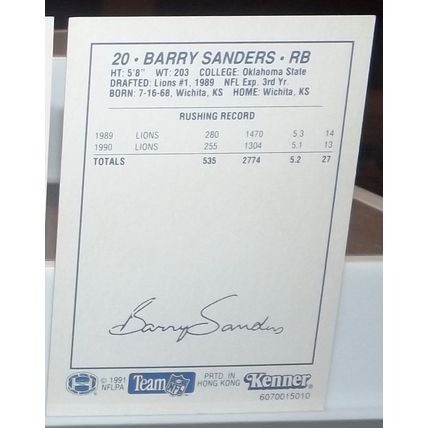 20 • BARRY SANDERS • RB
HT: 5'8" WT: 203 COLLEGE: Oklahoma State
DRAFTED: Lions #1, 1989 NFL Exp. 3rd Yr.
BORN: 7-16-68, Wichita, KS HOME: Wichita, KS
RUSHING RECORD
1989 LIONS 280 1470 5.3 14
1990 LIONS 255 1304 5.1 13
TOTALS 535 2774 5.2 27
Barry Sanders
© 1991 NFLPA
Team NFL
PRTD IN
HONG KONG
Kenner
6070015010